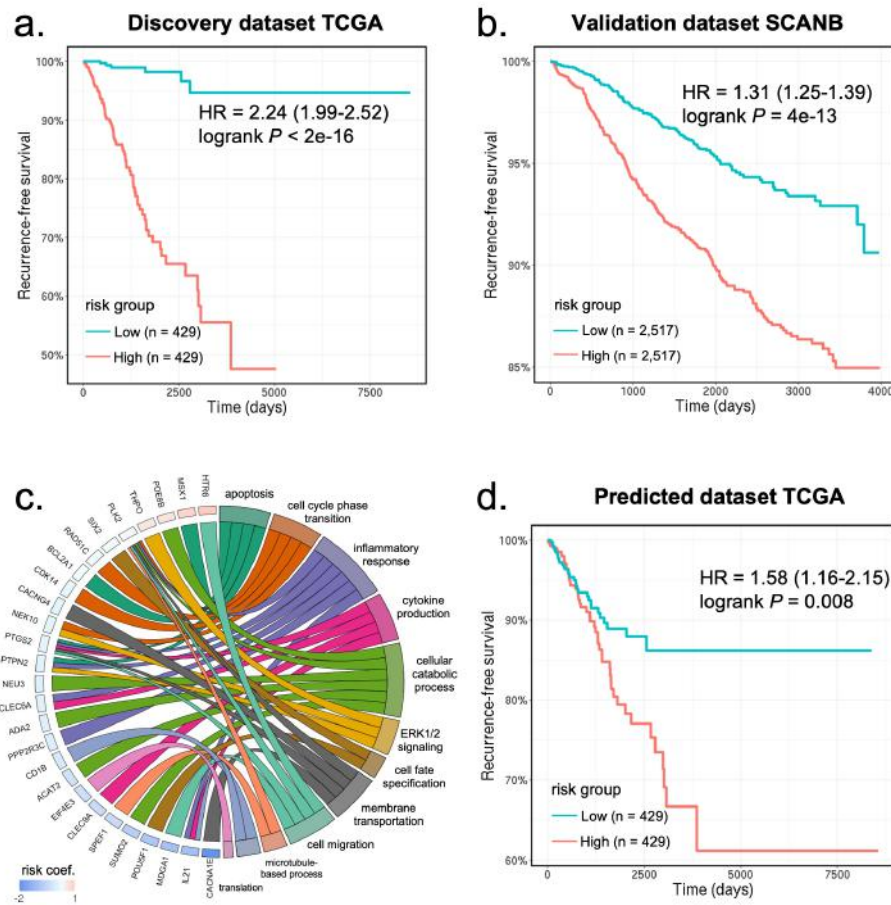 a.
Discovery dataset TCGA
100%
90%
80%
70%
60%
50%
Recurrence-free survival
HR = 2.24 (1.99-2.52)
logrank P < 2e-16
risk group
Low (n = 429)
High (n = 429)
0
2500
5000
7500
Time (days)
b.
Validation dataset SCANB
100%
95%
90%
85%
Recurrence-free survival
HR = 1.31 (1.25-1.39)
logrank P = 4e-13
risk group
Low (n = 2,517)
High (n = 2,517)
0
1000
2000
3000
4000
Time (days)
c.
HTR6
MSX1
PDE8B
THPO
PLK2
SIX2
RAD51C
BCL2A1
CDK14
CACNG4
NEK10
PTGS2
PTPN2
NEU3
CLEC6A
ADA2
PPP2R3C
CD1B
ACAT2
EIF4E3
CLEC9A
SPEF1
SUMO2
POU5F1
MDGA1
IL21
CACNA1E
apoptosis
cell cycle phase
transition
inflammatory
response
cytokine
production
cellular
catabolic
process
ERK1/2
signaling
cell fate
specification
membrane
transportation
cell migration
microtubule-
based process
translation
risk coef.
-2
1
d.
Predicted dataset TCGA
100%
90%
80%
70%
60%
Recurrence-free survival
HR = 1.58 (1.16-2.15)
logrank P = 0.008
risk group
Low (n = 429)
High (n = 429)
0
2500
5000
7500
Time (days)